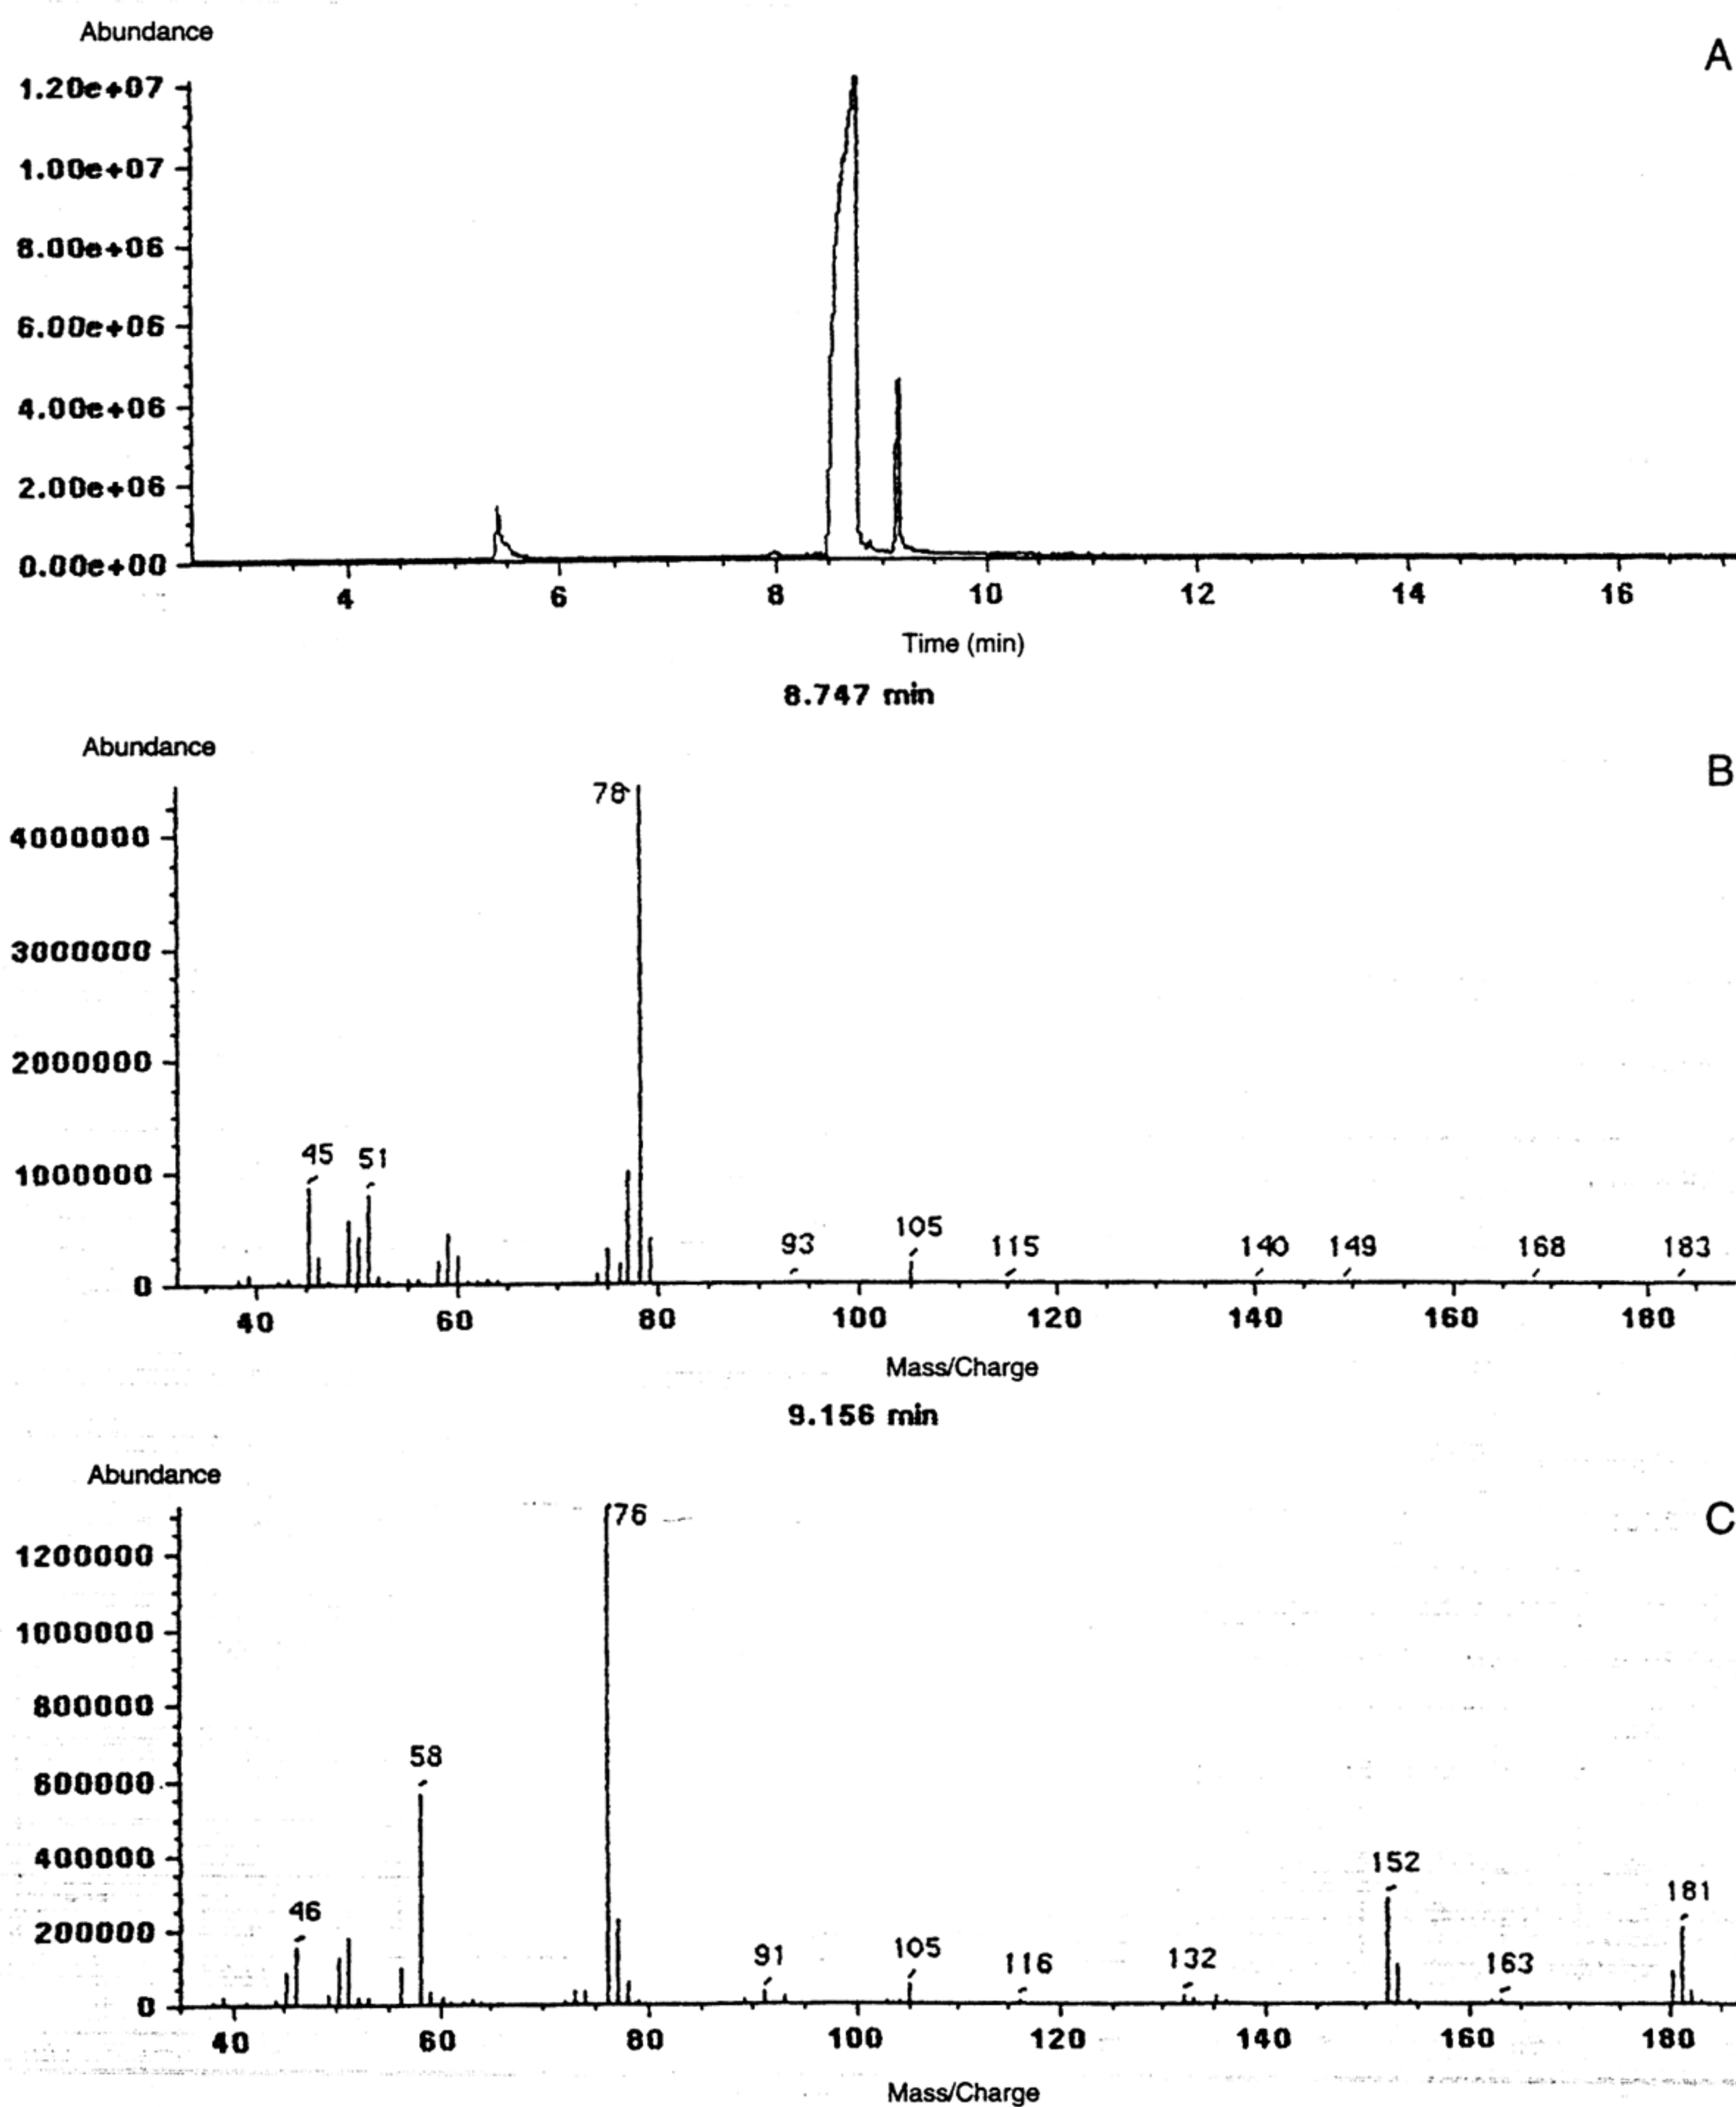 Abundance
A
1.20e+07
1.00e+07
8.00e+06
6.00e+06
4.00e+06
2.00e+06
0.00e+00
4 6 8 10 12 14 16
Time (min)
8.747 min
Abundance
B
78
4000000
3000000
2000000
45 51
1000000
93 105 115 140 149 168 183
0
40 60 80 100 120 140 160 180
Mass/Charge
9.156 min
Abundance
C
76
1200000
1000000
800000
58
600000
400000
152
181
46
200000
91 105 116 132 163
0
40 60 80 100 120 140 160 180
Mass/Charge